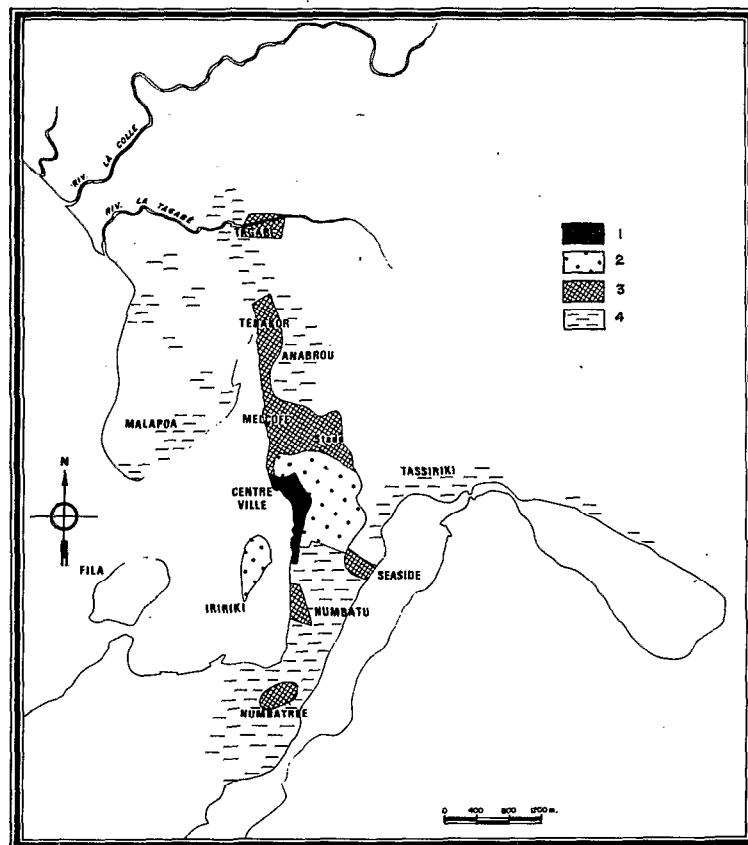 RIV. LA COLLE
RIV. LA TAGABÉ
TAGABE
1
2
3
4
TEBAKOR
ANABROU
MELCOFE
Stade
MALAPOA
TASSIRIKI
N
CENTRE
VILLE
FILA
SEASIDE
IRIRIKI
NUMBATU
NUMBATREE
0 400 800 1200 m.